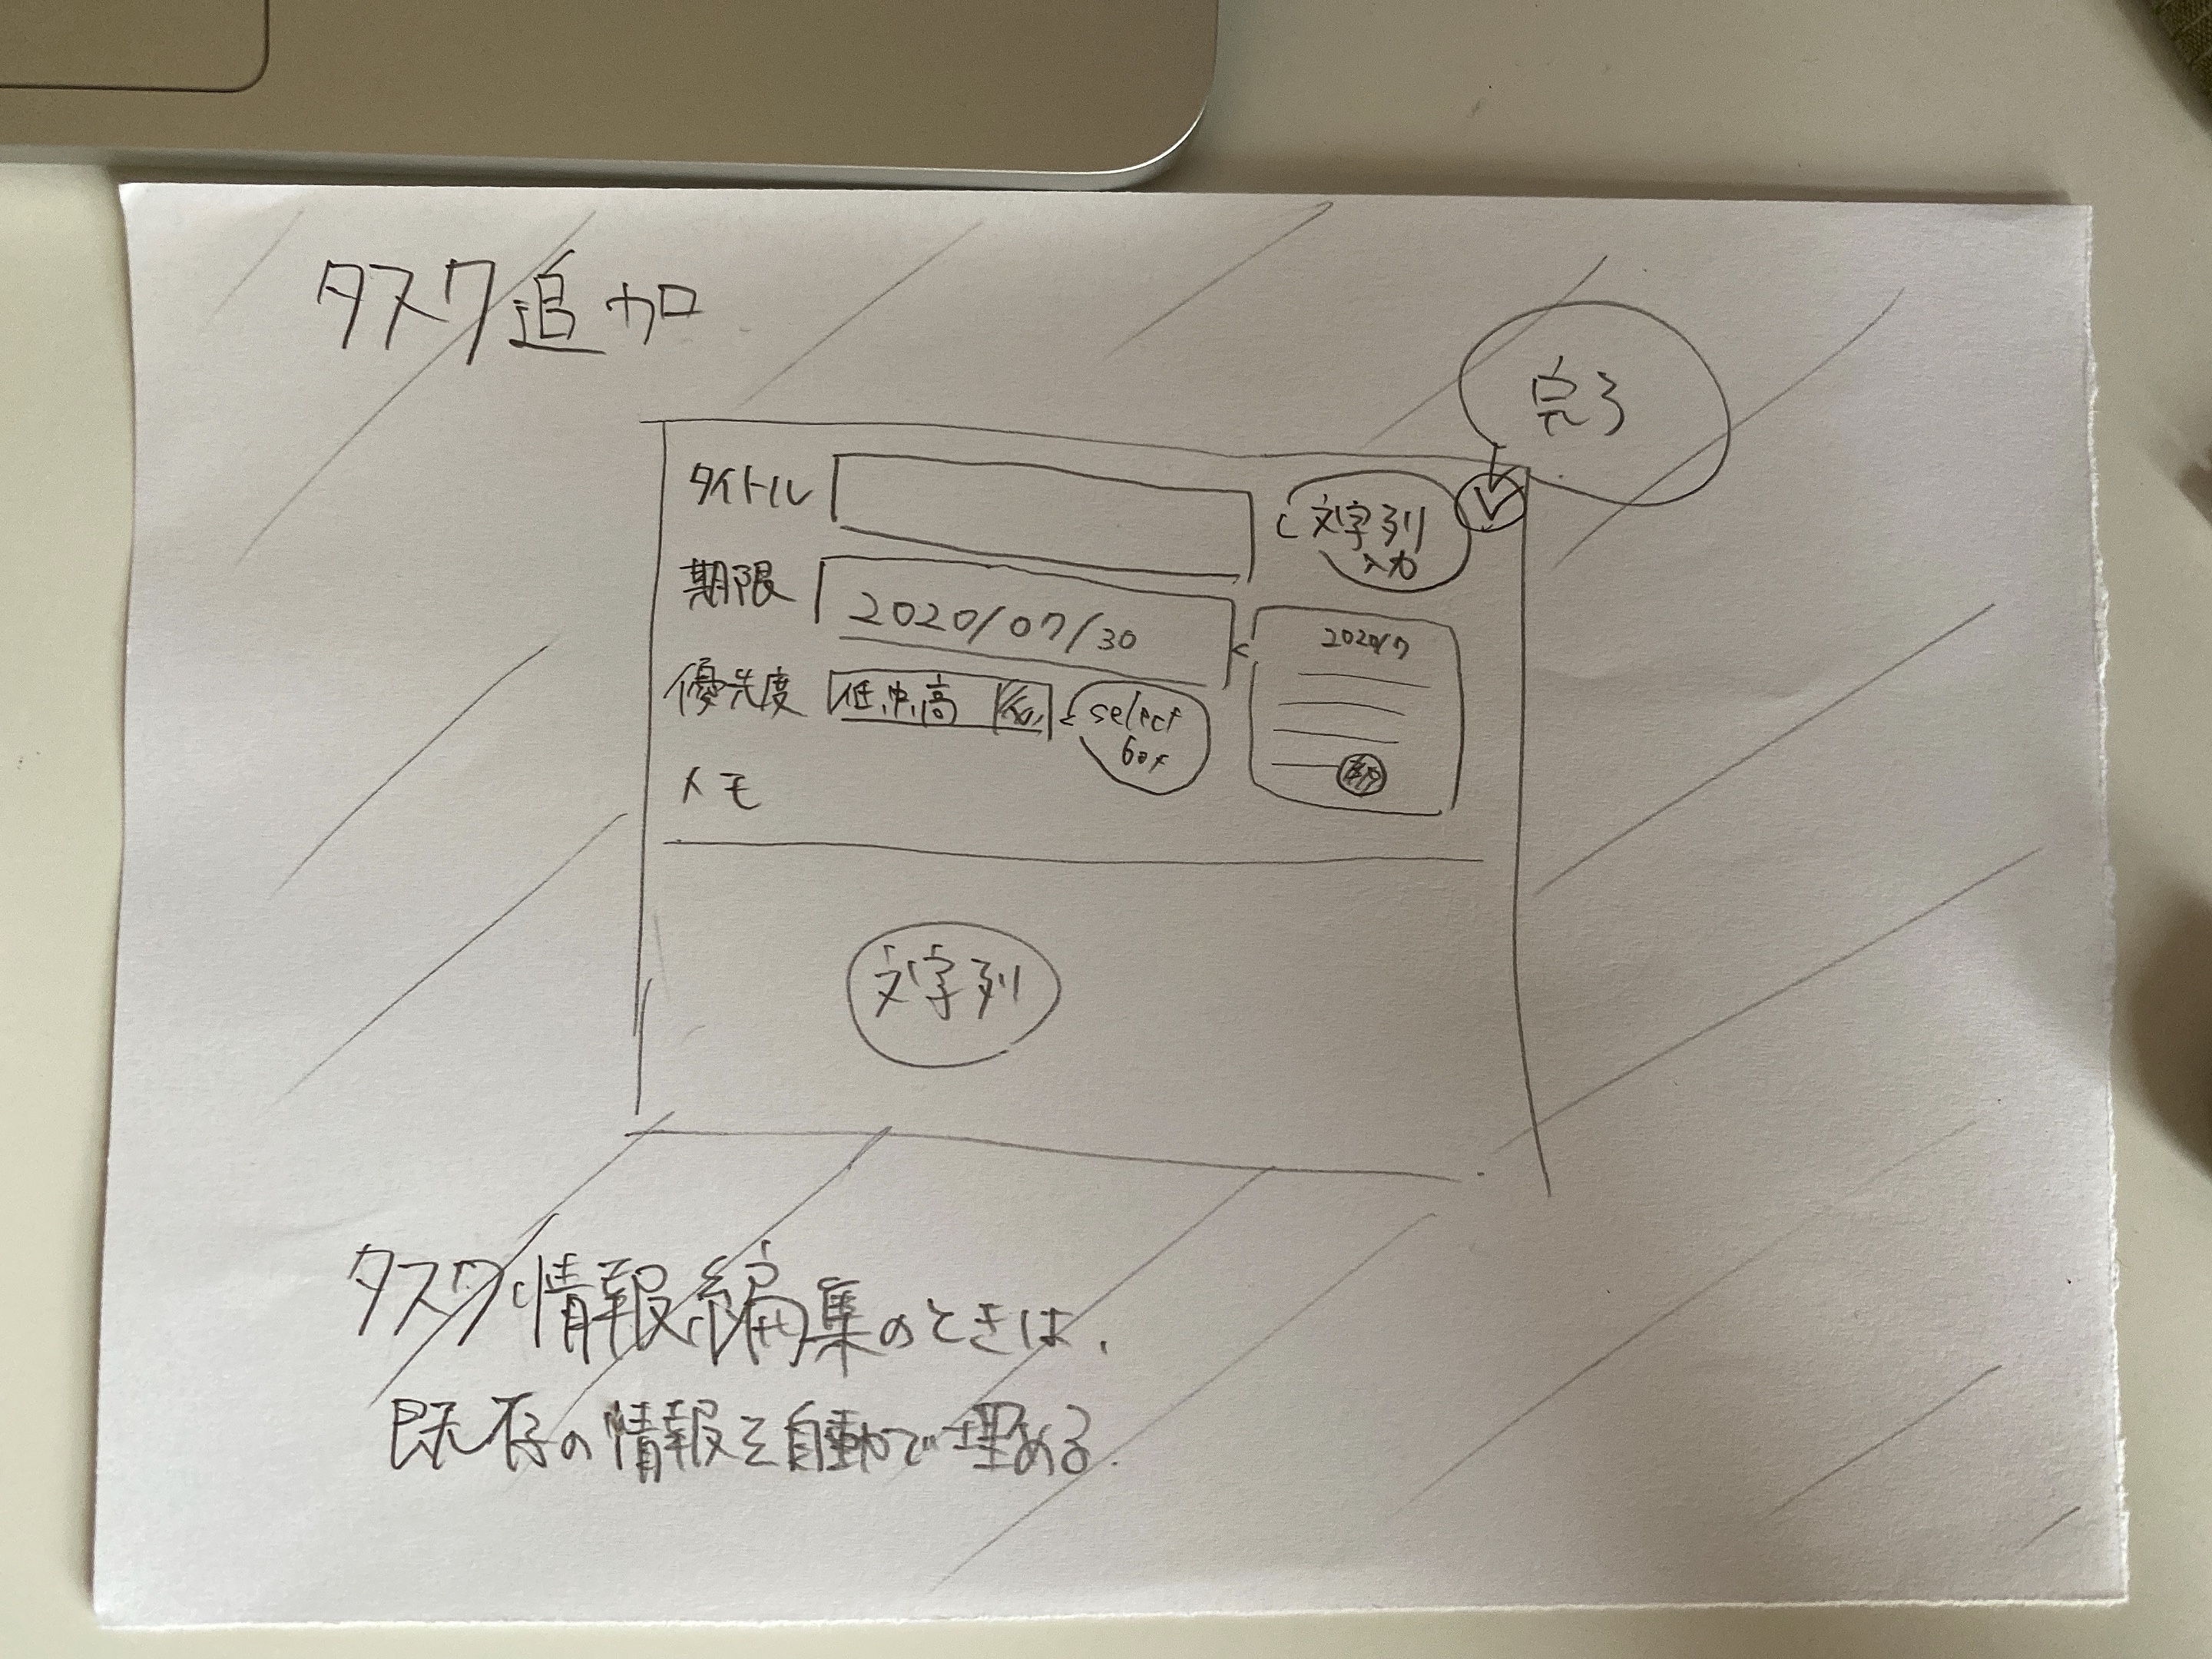 タスク追加
完了
タイトル
文字列
入力
期限
2020/07/30
2020/7
優先度
低,中,高
select
box
メモ
文字列
タスク情報編集のときは,
既存の情報を自動で埋める.